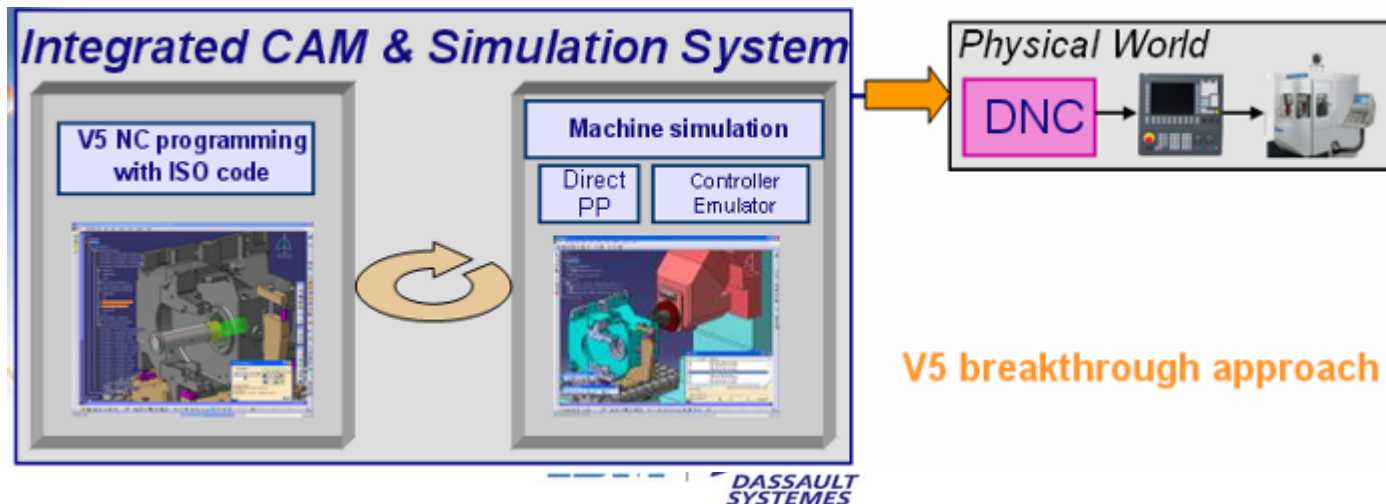 Integrated CAM & Simulation System
V5 NC programming
with ISO code
Machine simulation
Direct
PP
Controller
Emulator
Physical World
DNC
V5 breakthrough approach
DASSAULT
SYSTEMES